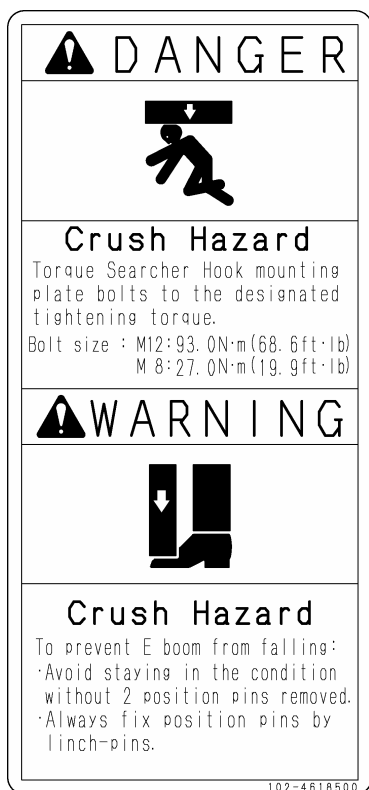 DANGER
Crush Hazard
Torque Searcher Hook mounting
plate bolts to the designated
tightening torque.
Bolt size : M12:93.0N·m(68.6ft·lb)
M 8:27.0N·m(19.9ft·lb)
WARNING
Crush Hazard
To prevent E boom from falling:
·Avoid staying in the condition
without 2 position pins removed.
·Always fix position pins by
linch-pins.
102-4618500